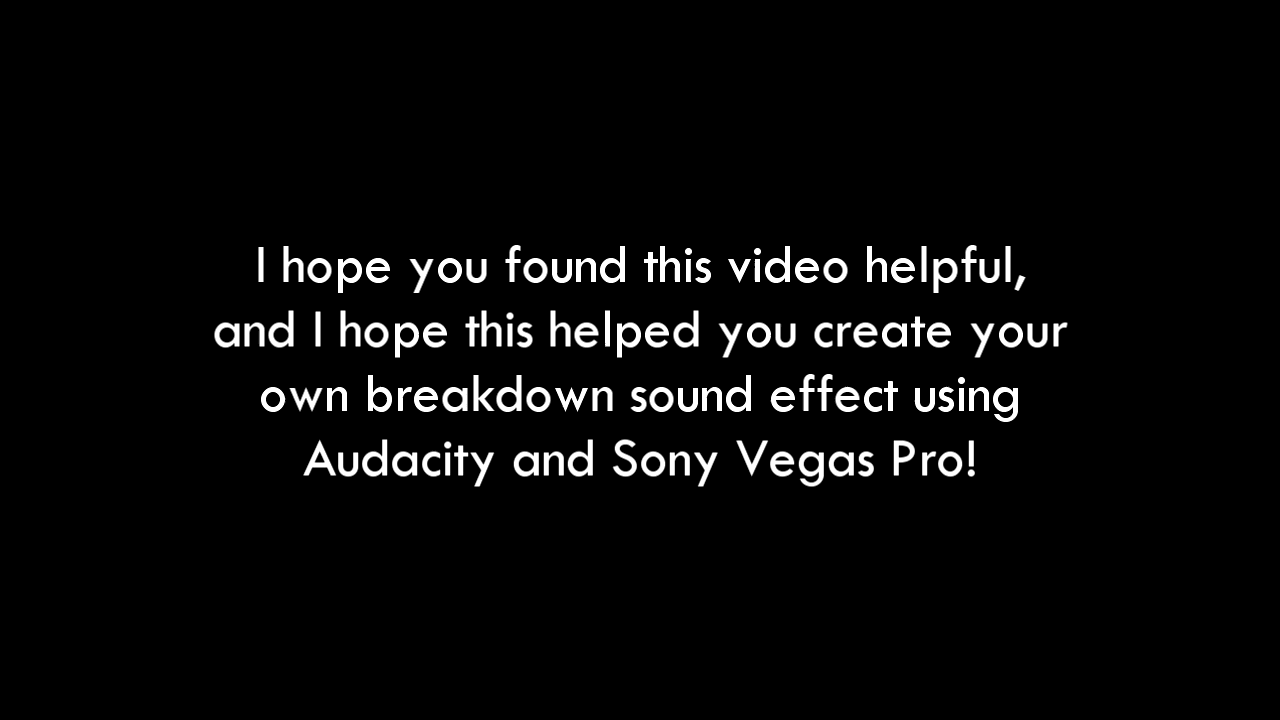 I hope you found this video helpful,
and I hope this helped you create your
own breakdown sound effect using
Audacity and Sony Vegas Pro!